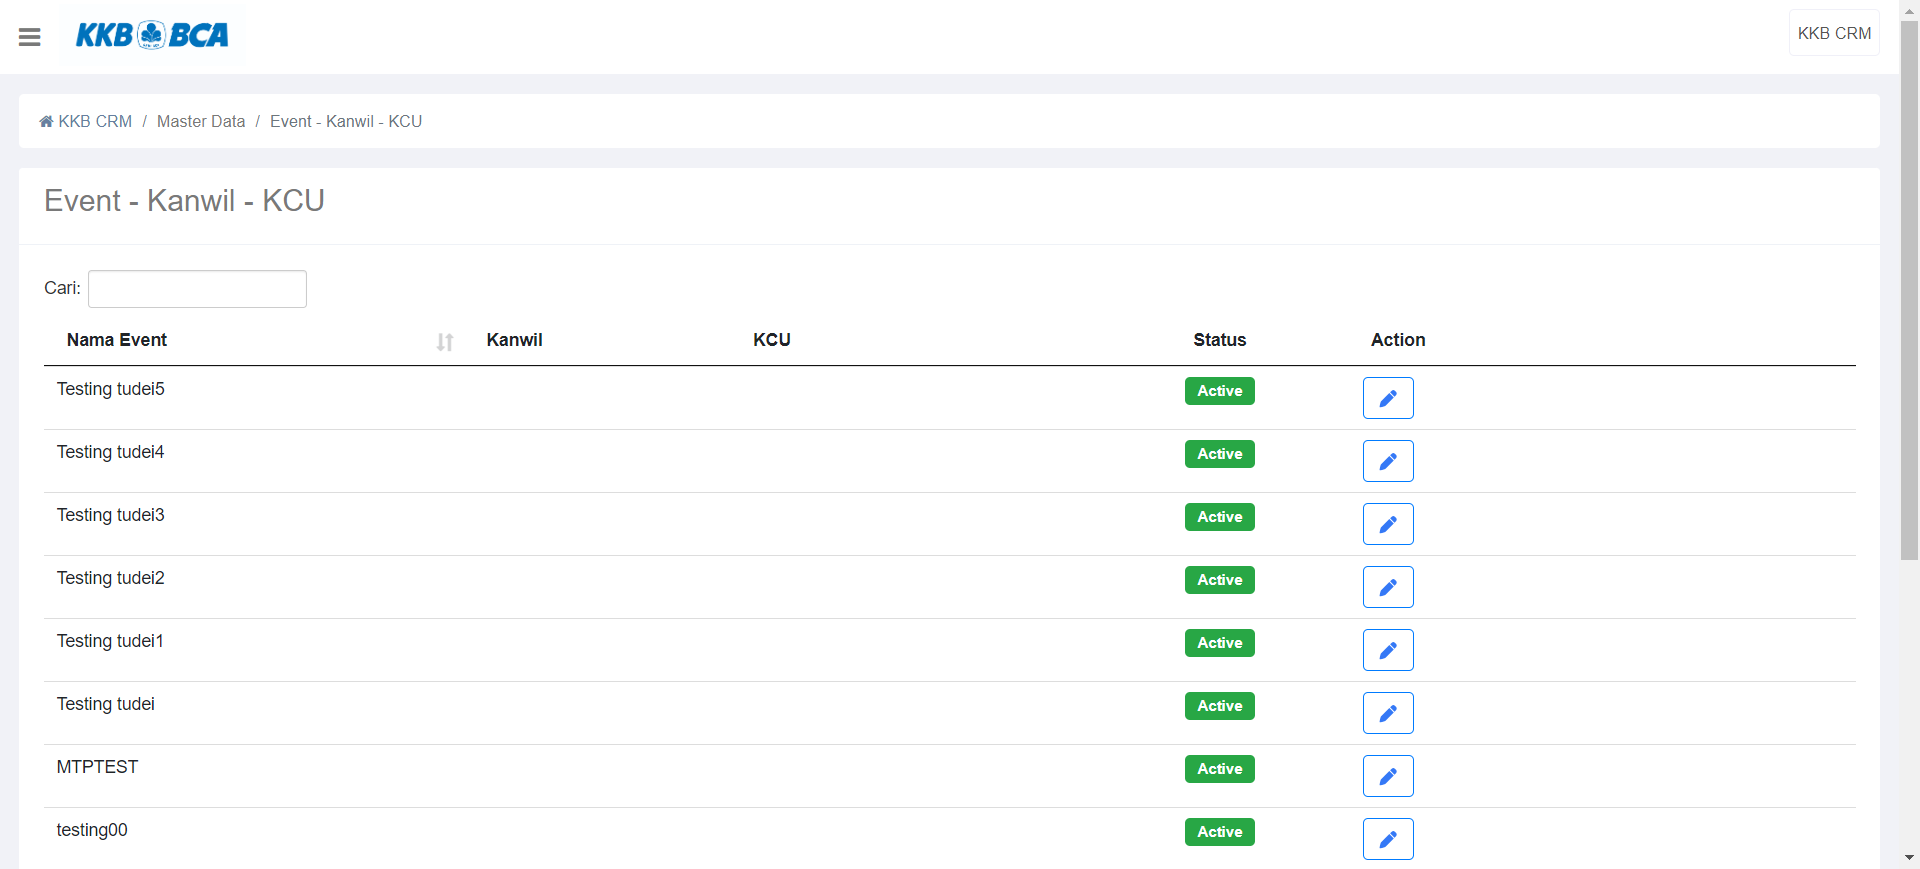 KKB BCA
KKB CRM
KKB CRM / Master Data / Event - Kanwil - KCU
Event - Kanwil - KCU
Cari:
Nama Event Kanwil KCU Status Action
Testing tudei5 Active
Testing tudei4 Active
Testing tudei3 Active
Testing tudei2 Active
Testing tudei1 Active
Testing tudei Active
MTPTEST Active
testing00 Active